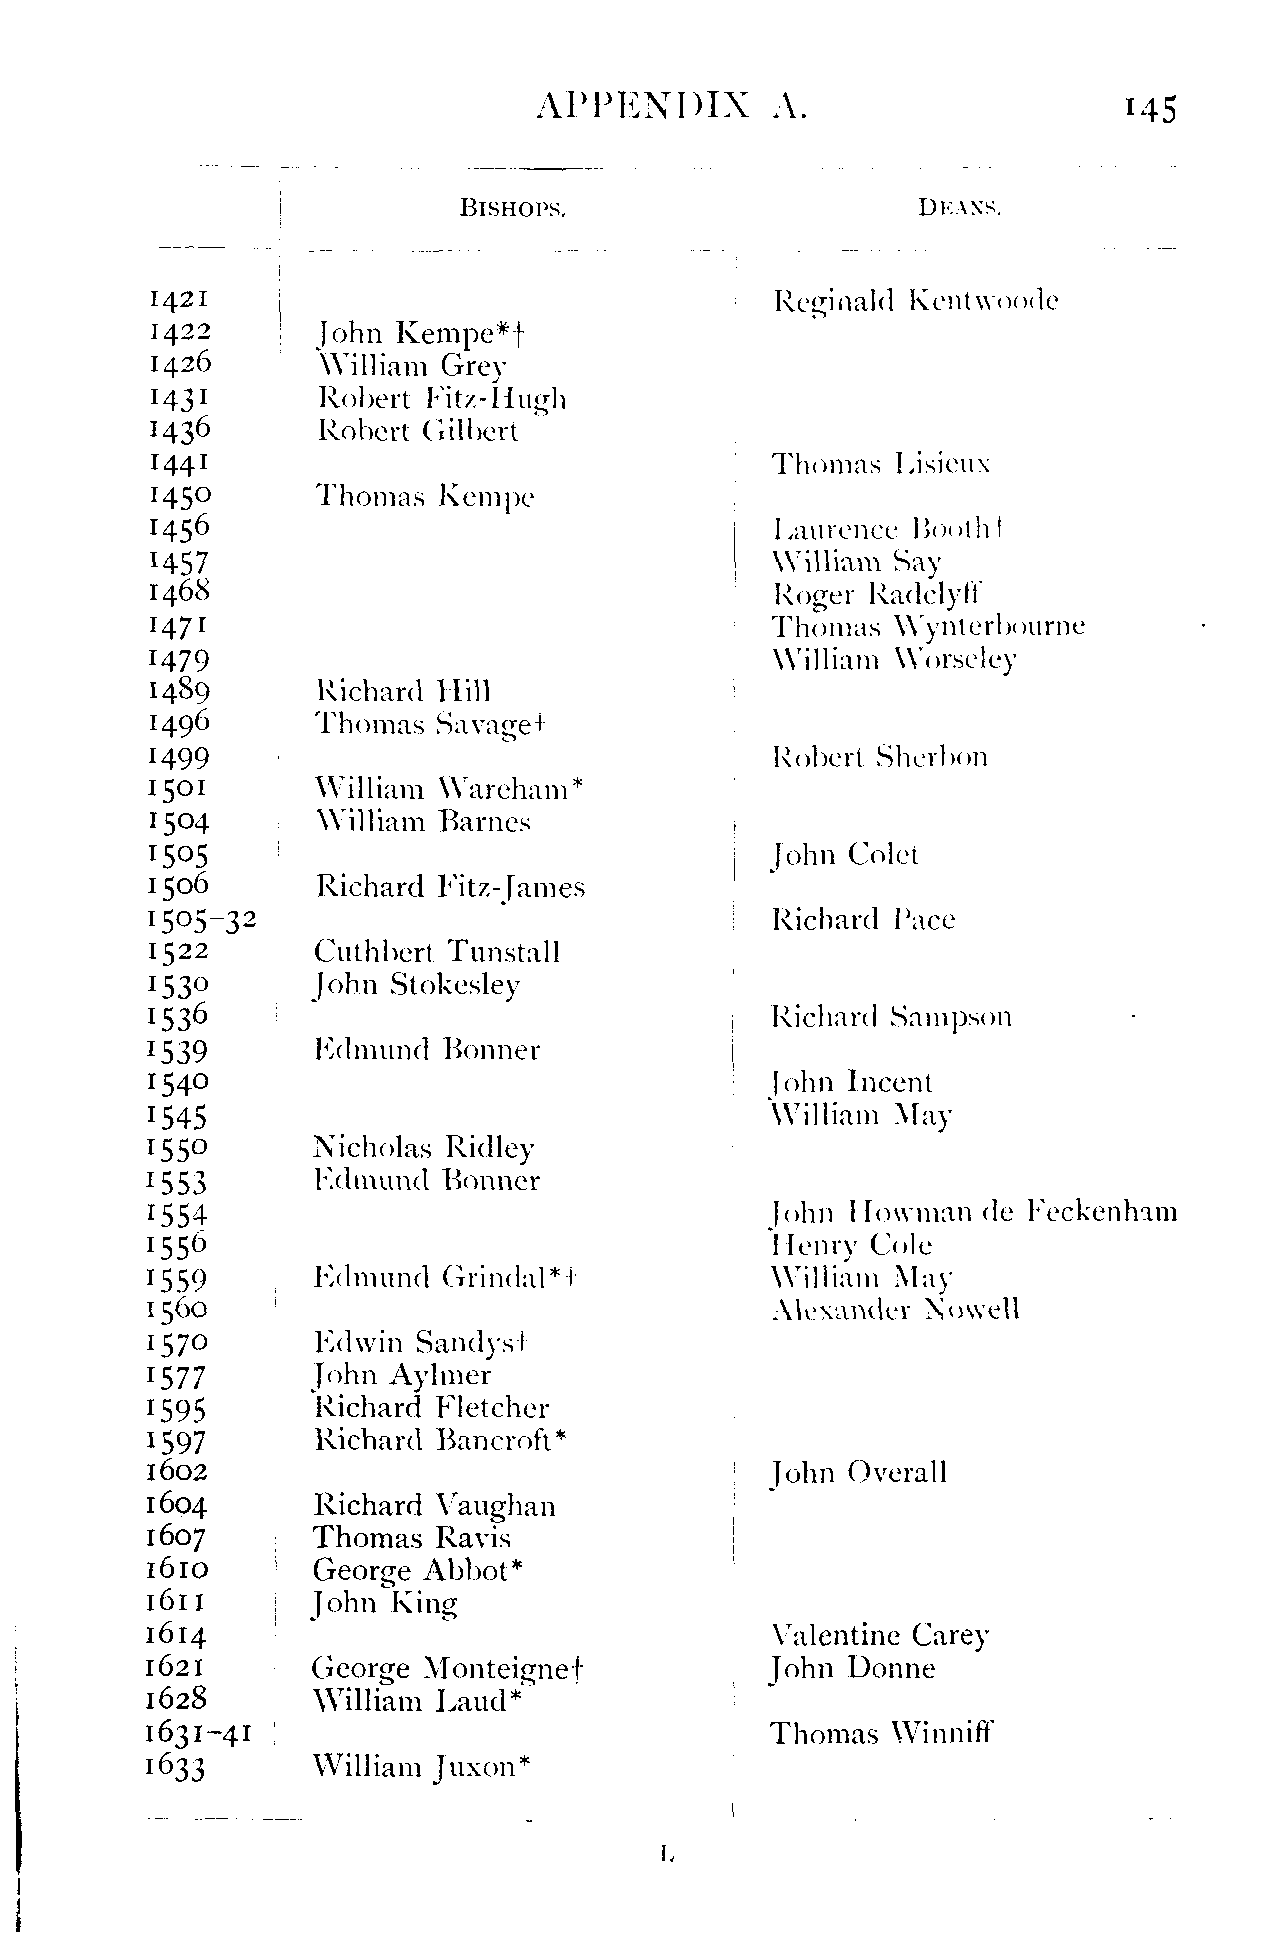 APPENDIX A. 145
BISHOPS. DEANS.
1421 Reginald Kentwoode
1422 John Kempe*†
1426 William Grey
1431 Robert Fitz-Hugh
1436 Robert Gilbert
1441 Thomas Lisieux
1450 Thomas Kempe
1456 Laurence Booth†
1457 William Say
1468 Roger Radclyff
1471 Thomas Wynterbourne
1479 William Worseley
1489 Richard Hill
1496 Thomas Savage†
1499 Robert Sherbon
1501 William Wareham*
1504 William Barnes
1505 John Colet
1506 Richard Fitz-James
1505-32 Richard Pace
1522 Cuthbert Tunstall
1530 John Stokesley
1536 Richard Sampson
1539 Edmund Bonner
1540 John Incent
1545 William May
1550 Nicholas Ridley
1553 Edmund Bonner
1554 John Howman de Feckenham
1556 Henry Cole
1559 Edmund Grindal*† William May
1560 Alexander Nowell
1570 Edwin Sandys†
1577 John Aylmer
1595 Richard Fletcher
1597 Richard Bancroft*
1602 John Overall
1604 Richard Vaughan
1607 Thomas Ravis
1610 George Abbot*
1611 John King
1614 Valentine Carey
1621 George Monteigne† John Donne
1628 William Laud*
1631-41 Thomas Winniff
1633 William Juxon*
L